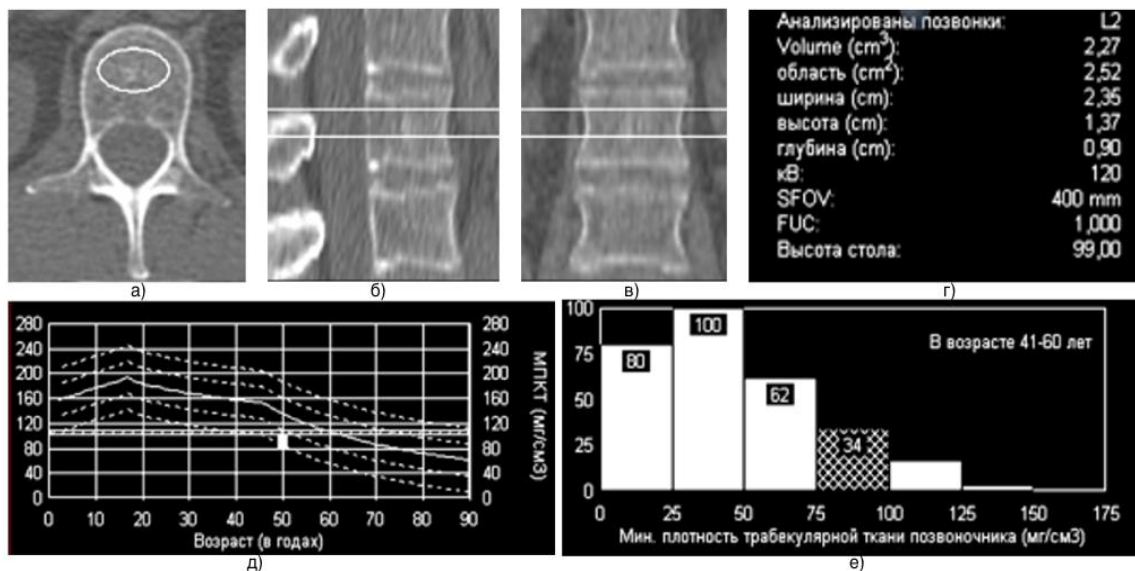 Анализированы позвонки: L2
Volume (cm³) 2,27
область (cm²): 2,52
ширина (cm): 2,35
высота (cm): 1,37
глубина (cm): 0,90
кВ: 120
SFOV: 400 mm
FUC: 1,000
Высота стола: 99,00
а) б) в) г)
280 280
240 240
200 200
160 160
120 120
80 80
40 40
0 0
МПКТ (мг/см3)
0 10 20 30 40 50 60 70 80 90
Возраст (в годах)
д)
100
75
50
25
0
В возрасте 41-60 лет
80 100 62 34
0 25 50 75 100 125 150 175
Мин. плотность трабекулярной ткани позвоночника (мг/см3)
е)